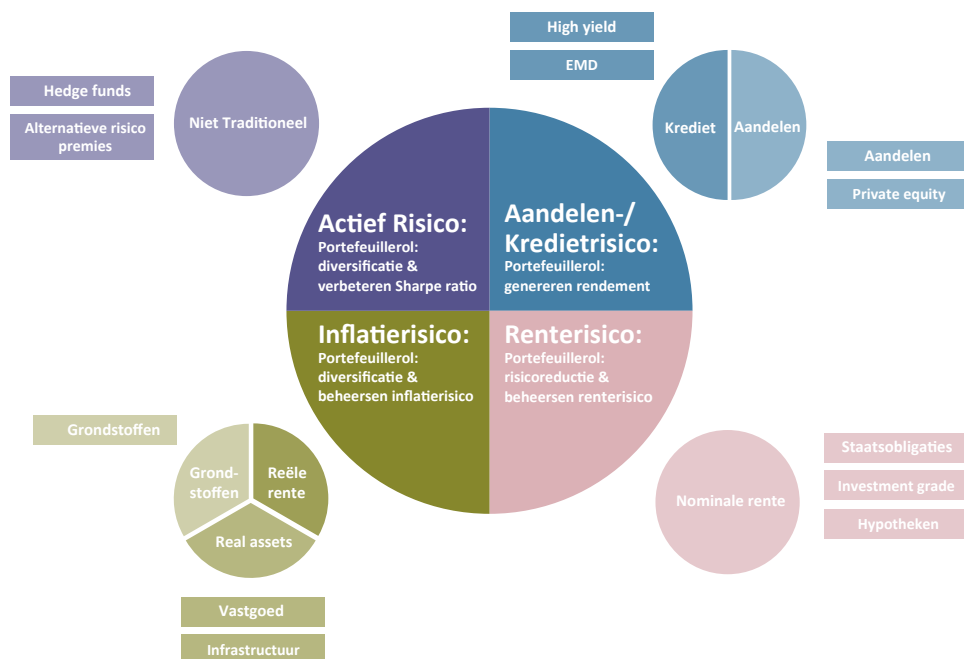 High yield
EMD
Hedge funds
Alternatieve risico
premies
Niet Traditioneel
Krediet
Aandelen
Aandelen
Private equity
Actief Risico:
Portefeuillerol:
diversificatie &
verbeteren Sharpe ratio
Aandelen-/
Kredietrisico:
Portefeuillerol:
genereren rendement
Inflatierisico:
Portefeuillerol:
diversificatie &
beheersen inflatierisico
Renterisico:
Portefeuillerol:
risicoreductie &
beheersen renterisico
Grondstoffen
Grond-
stoffen
Reële
rente
Real assets
Vastgoed
Infrastructuur
Nominale rente
Staatsobligaties
Investment grade
Hypotheken